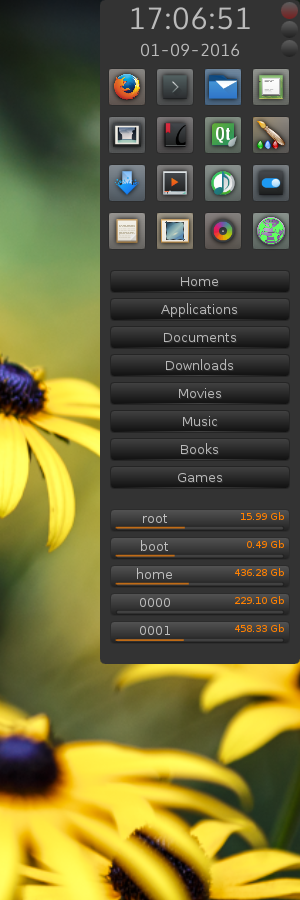 17:06:51
01-09-2016
Qt
Home
Applications
Documents
Downloads
Movies
Music
Books
Games
root 15.99 Gb
boot 0.49 Gb
home 436.28 Gb
0000 229.10 Gb
0001 458.33 Gb